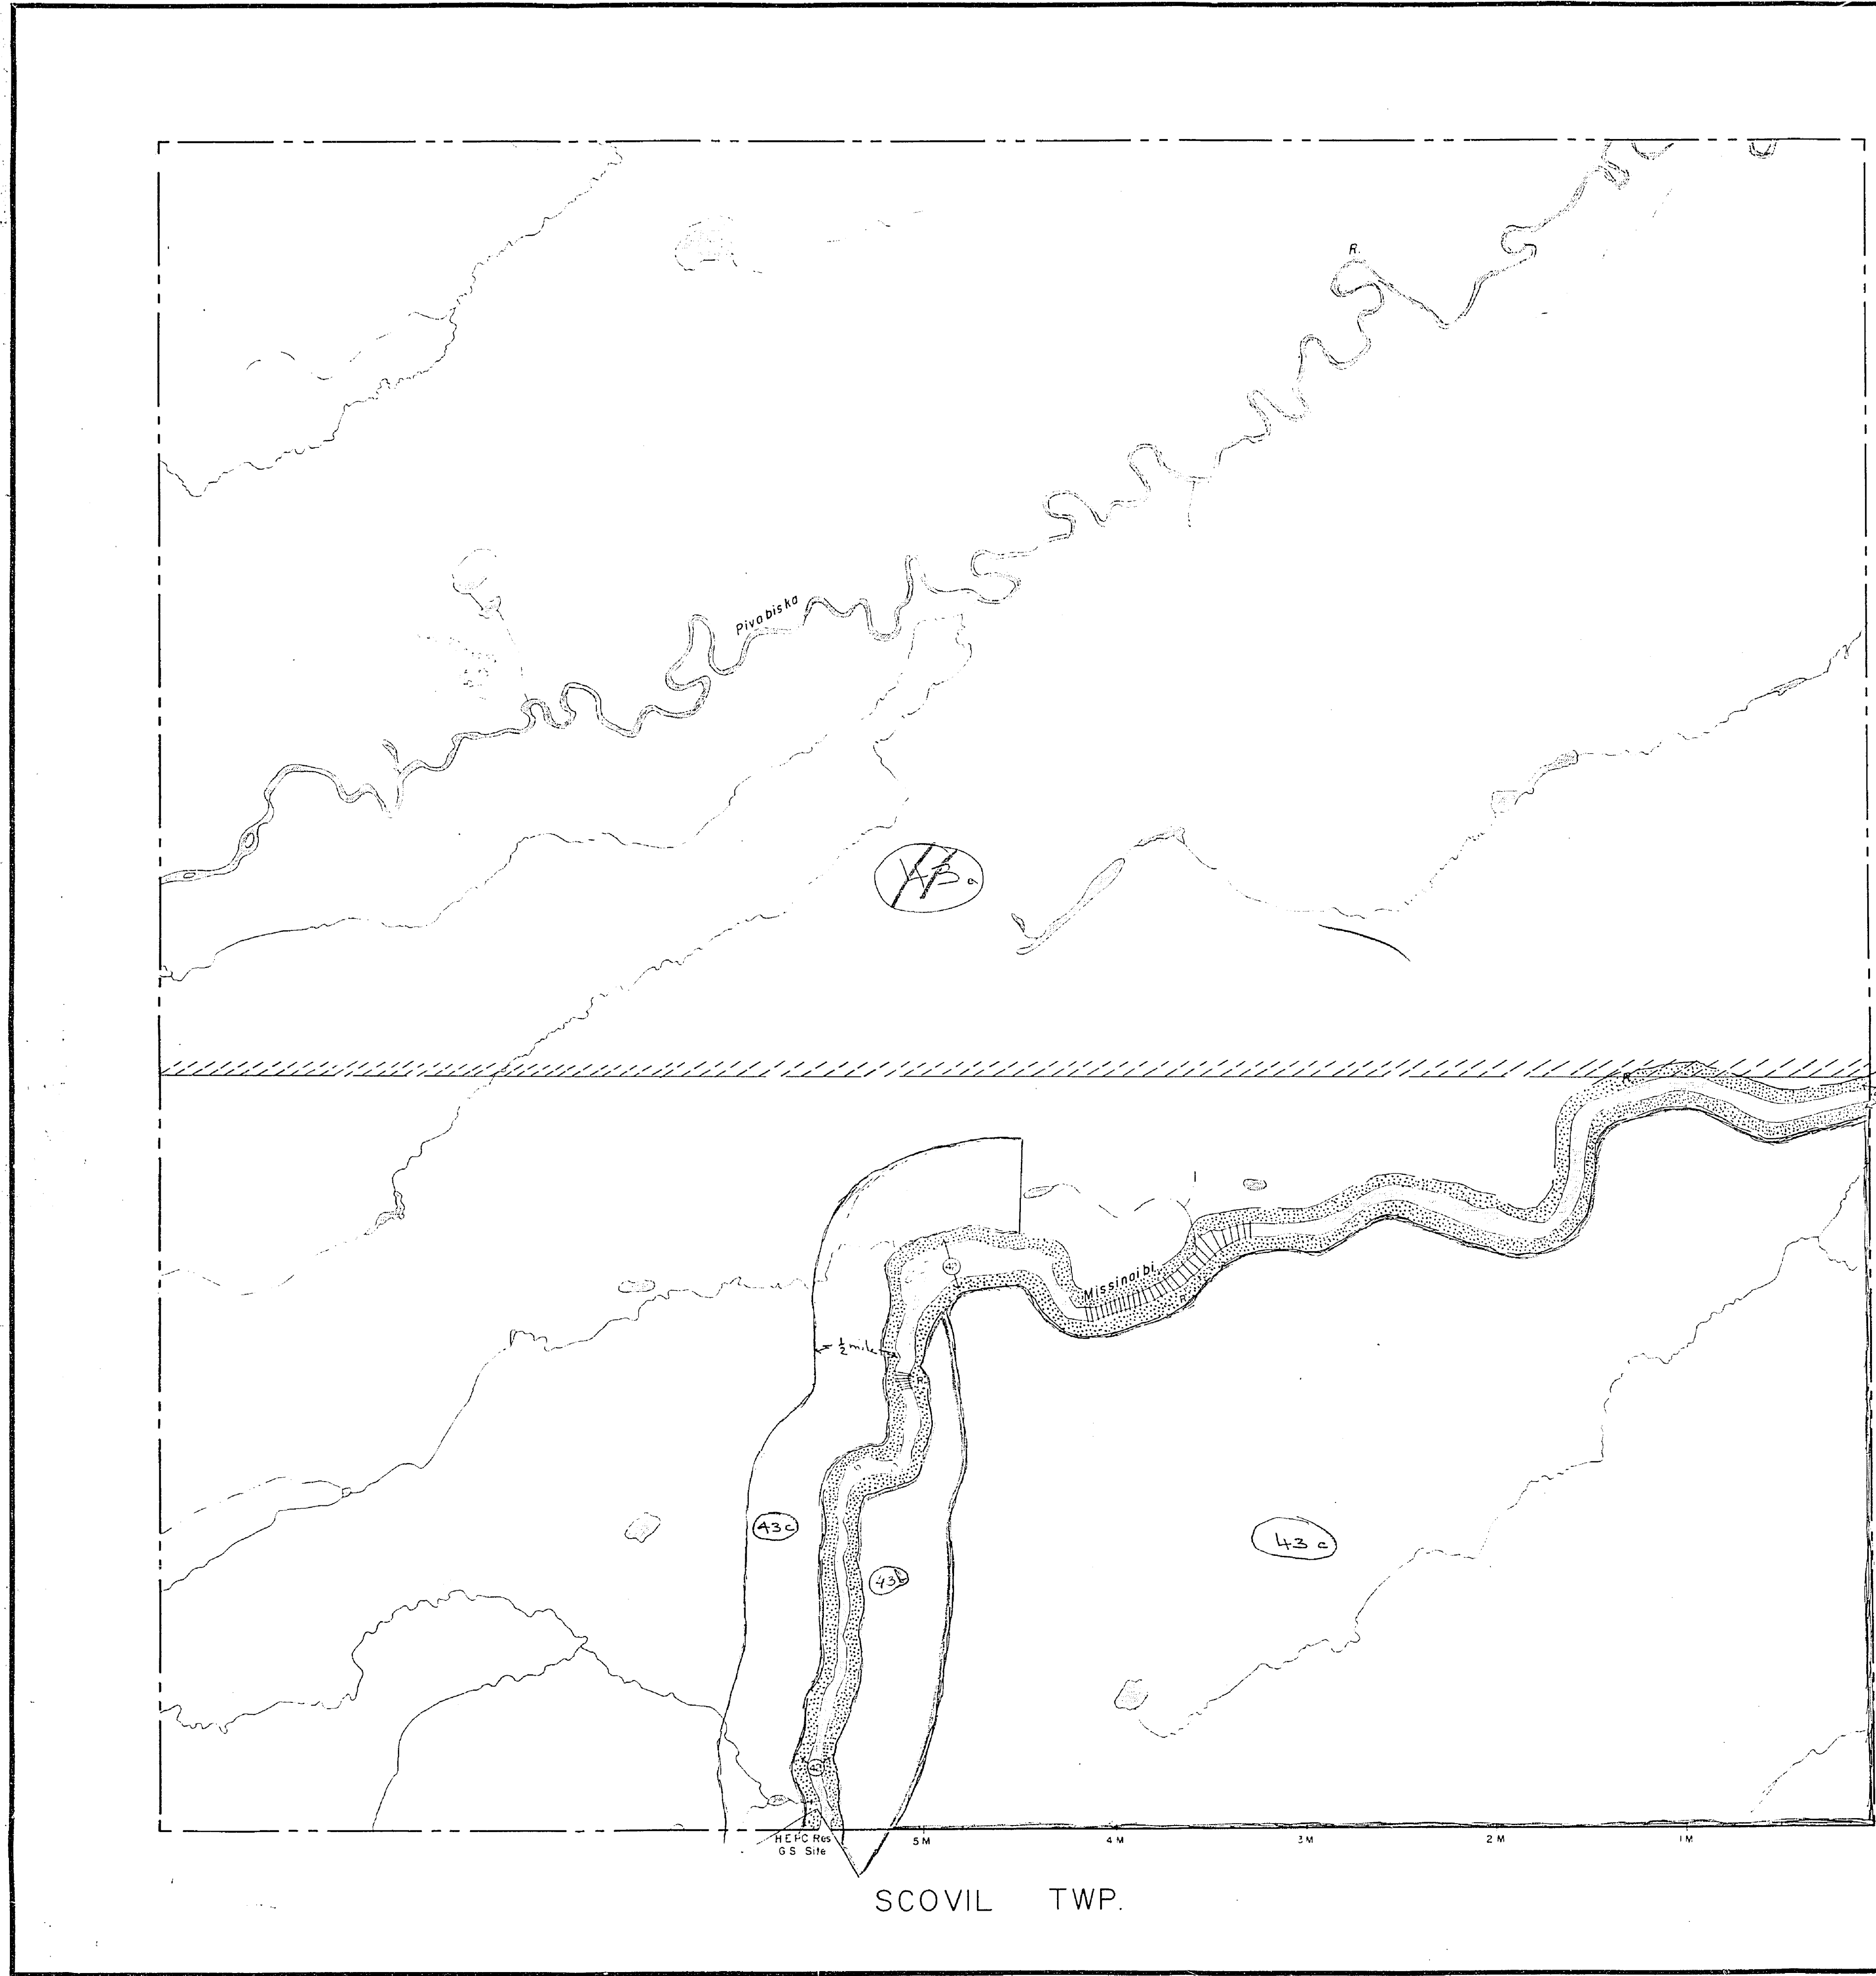 R.
Pivabiska
43a
R.
Missinaibi
R.
½ mile
R.
43c
43c
43b
HEPC Res
GS Site
5M
4M
3M
2M
1M
SCOVIL TWP.